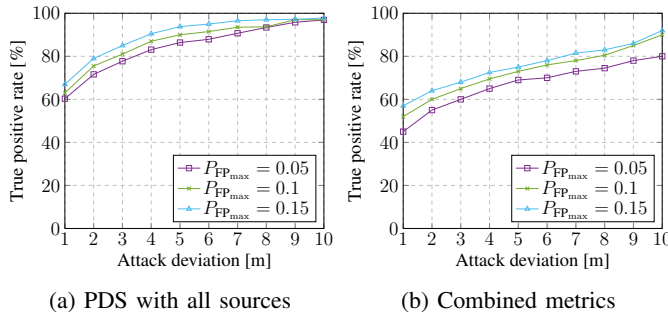 True positive rate [%]
100
80
60
40
20
0
P_FPmax = 0.05
P_FPmax = 0.1
P_FPmax = 0.15
1 2 3 4 5 6 7 8 9 10
Attack deviation [m]
(a) PDS with all sources
True positive rate [%]
100
80
60
40
20
0
P_FPmax = 0.05
P_FPmax = 0.1
P_FPmax = 0.15
1 2 3 4 5 6 7 8 9 10
Attack deviation [m]
(b) Combined metrics